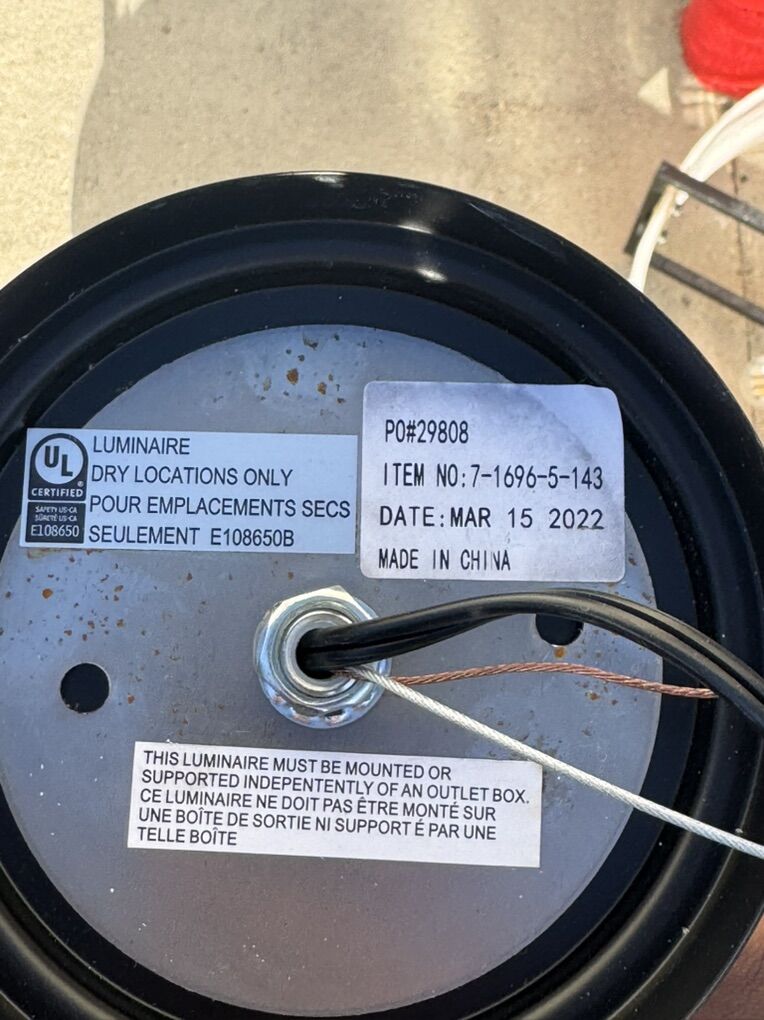 LUMINAIRE
DRY LOCATIONS ONLY
POUR EMPLACEMENTS SECS
SEULEMENT E108650B
UL
®
CERTIFIED
SAFETY US-CA
SÛRETÉ US-CA
E108650
PO#29808
ITEM NO:7-1696-5-143
DATE:MAR 15 2022
MADE IN CHINA
THIS LUMINAIRE MUST BE MOUNTED OR
SUPPORTED INDEPENTENTLY OF AN OUTLET BOX.
CE LUMINAIRE NE DOIT PAS ÊTRE MONTÉ SUR
UNE BOÎTE DE SORTIE NI SUPPORT É PAR UNE
TELLE BOÎTE